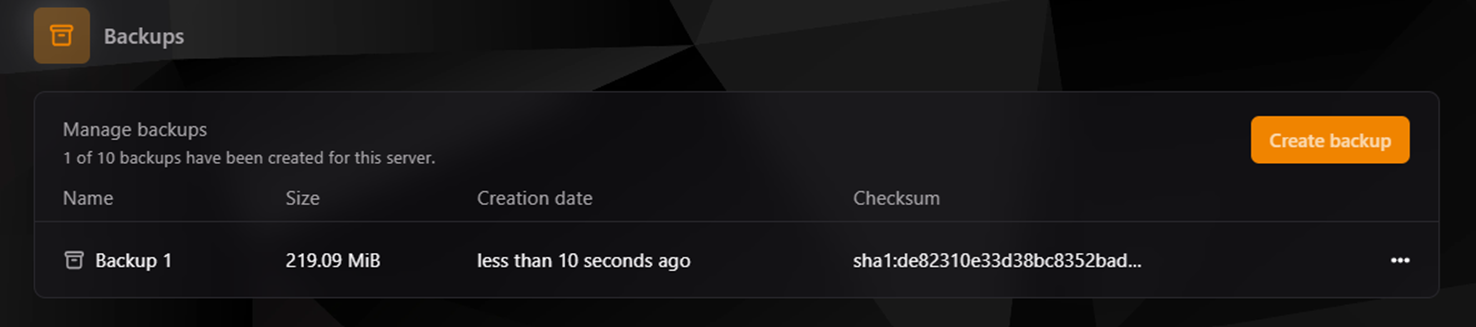 Backups
Manage backups
1 of 10 backups have been created for this server.
Create backup
Name Size Creation date Checksum
Backup 1 219.09 MiB less than 10 seconds ago sha1:de82310e33d38bc8352bad...